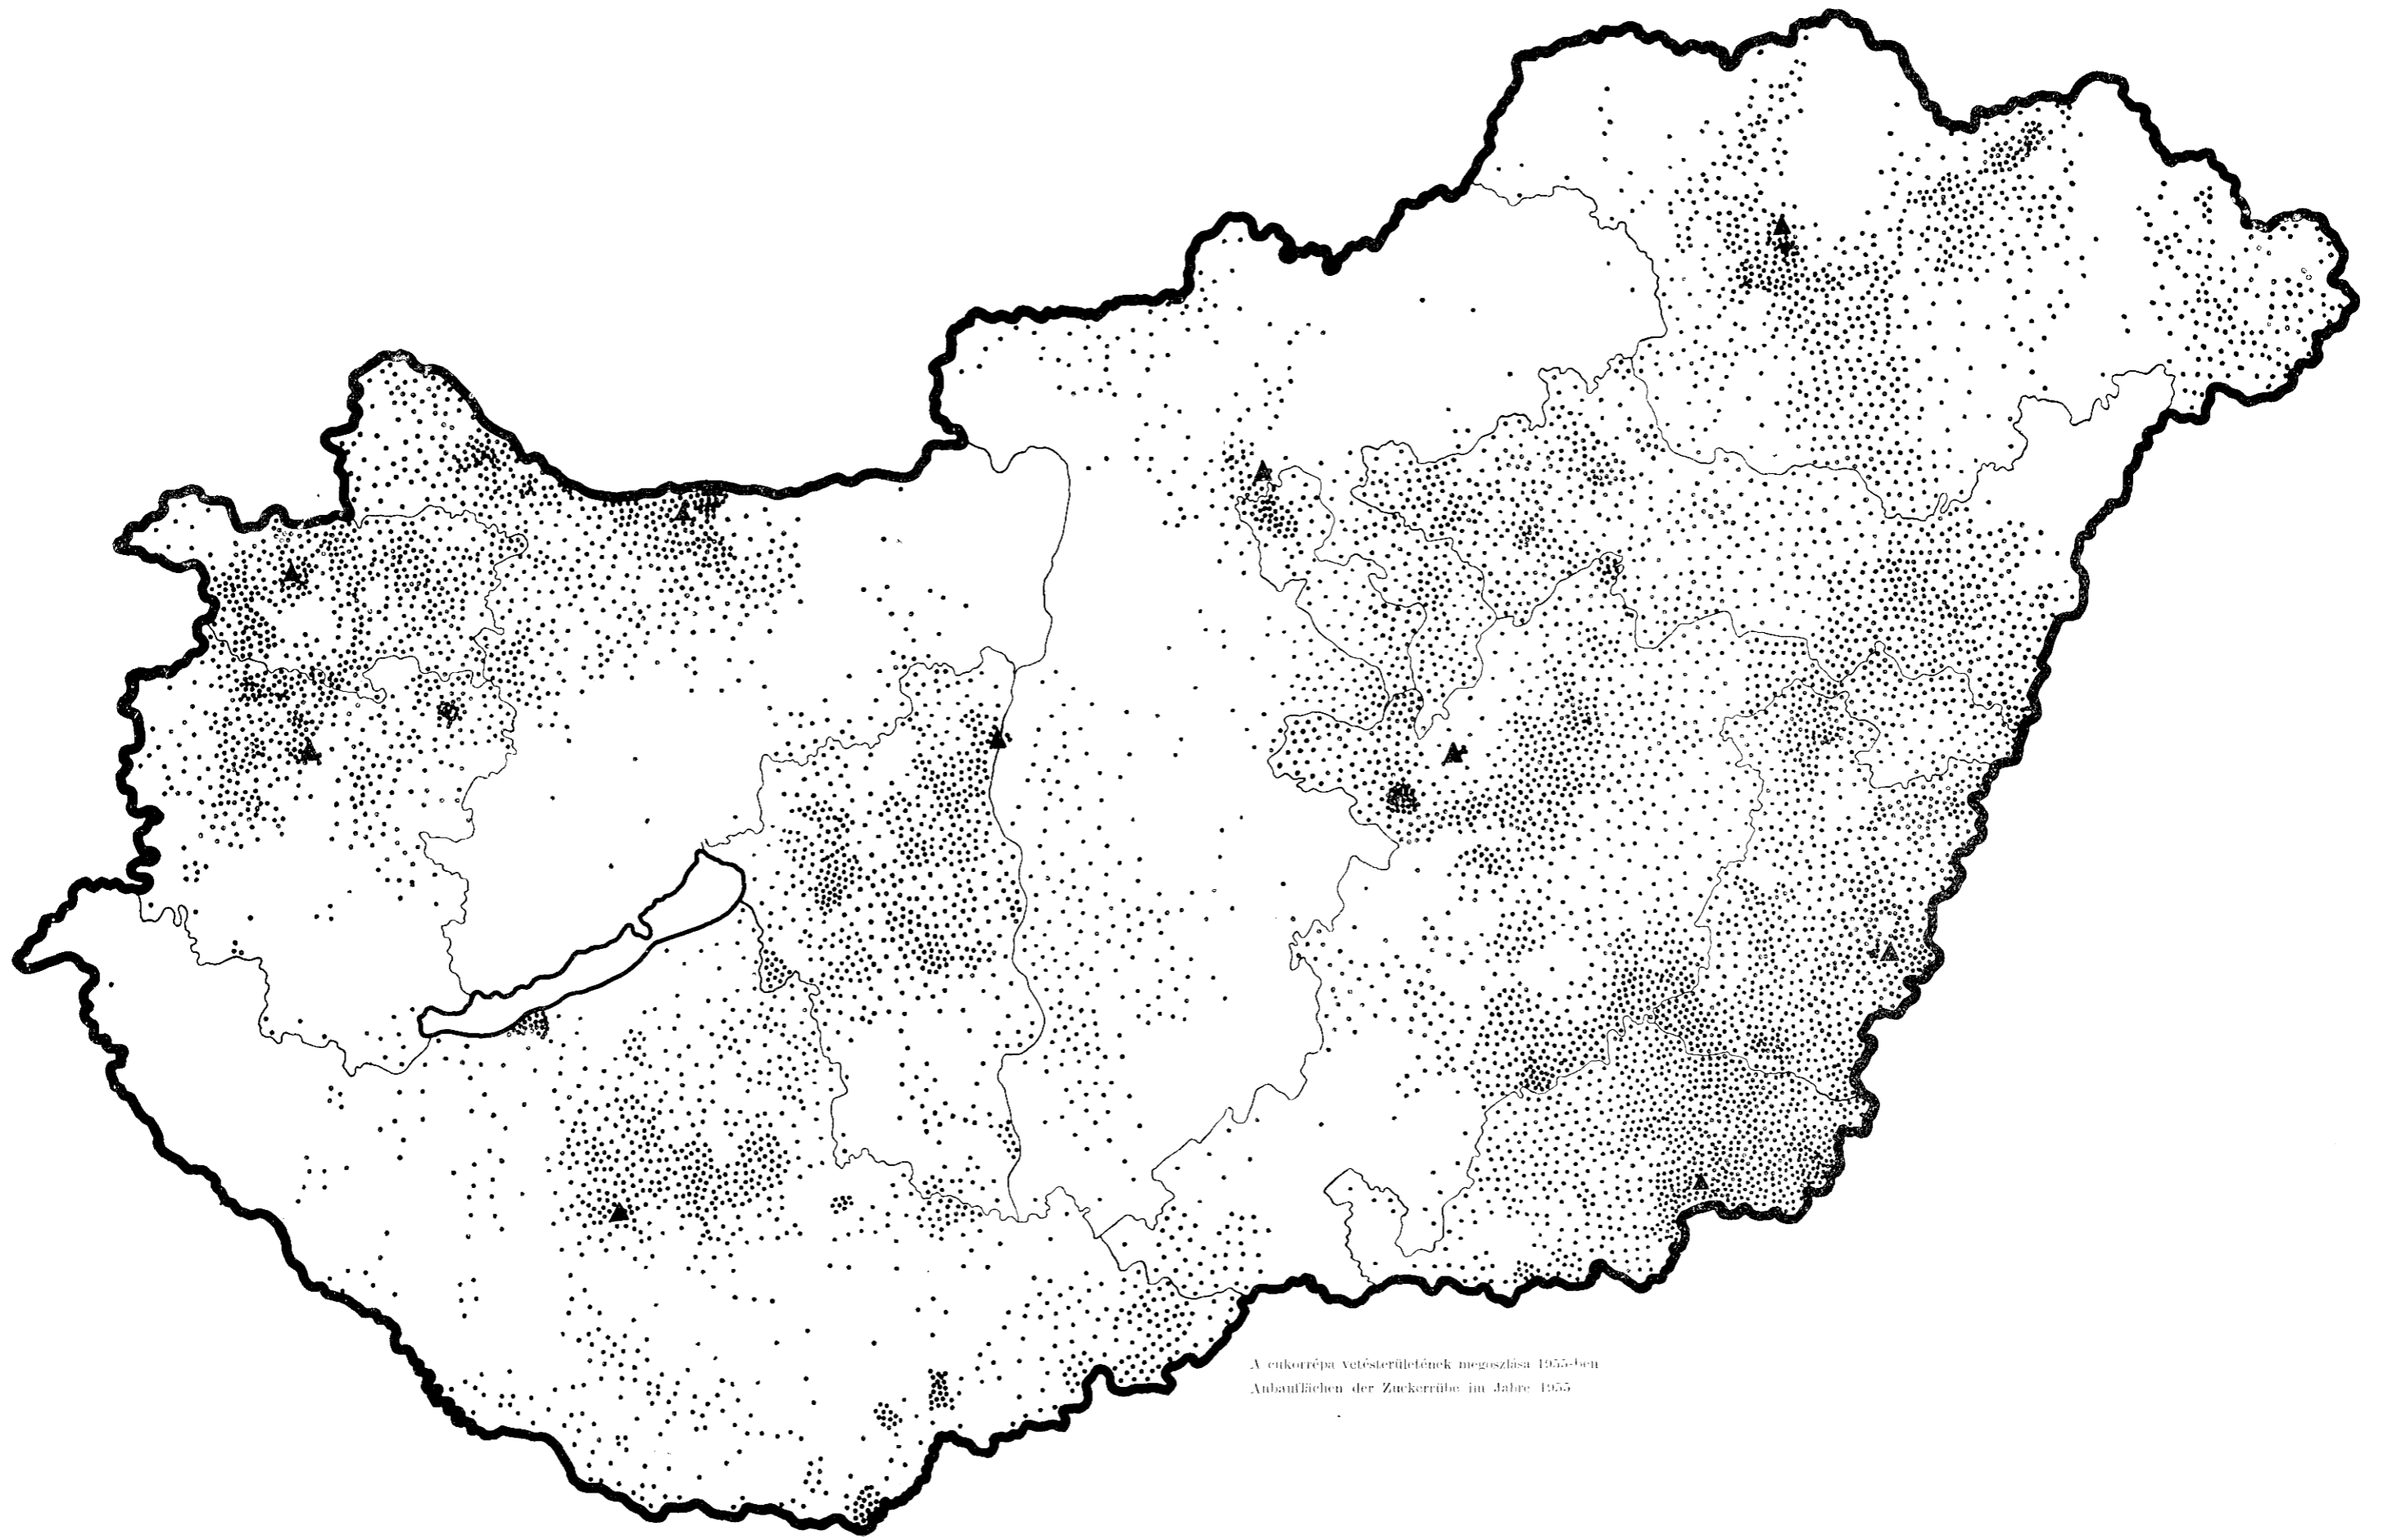 A cukorrépa vetésterületének megoszlása 1955-ben
Anbauflächen der Zuckerrübe im Jahre 1955